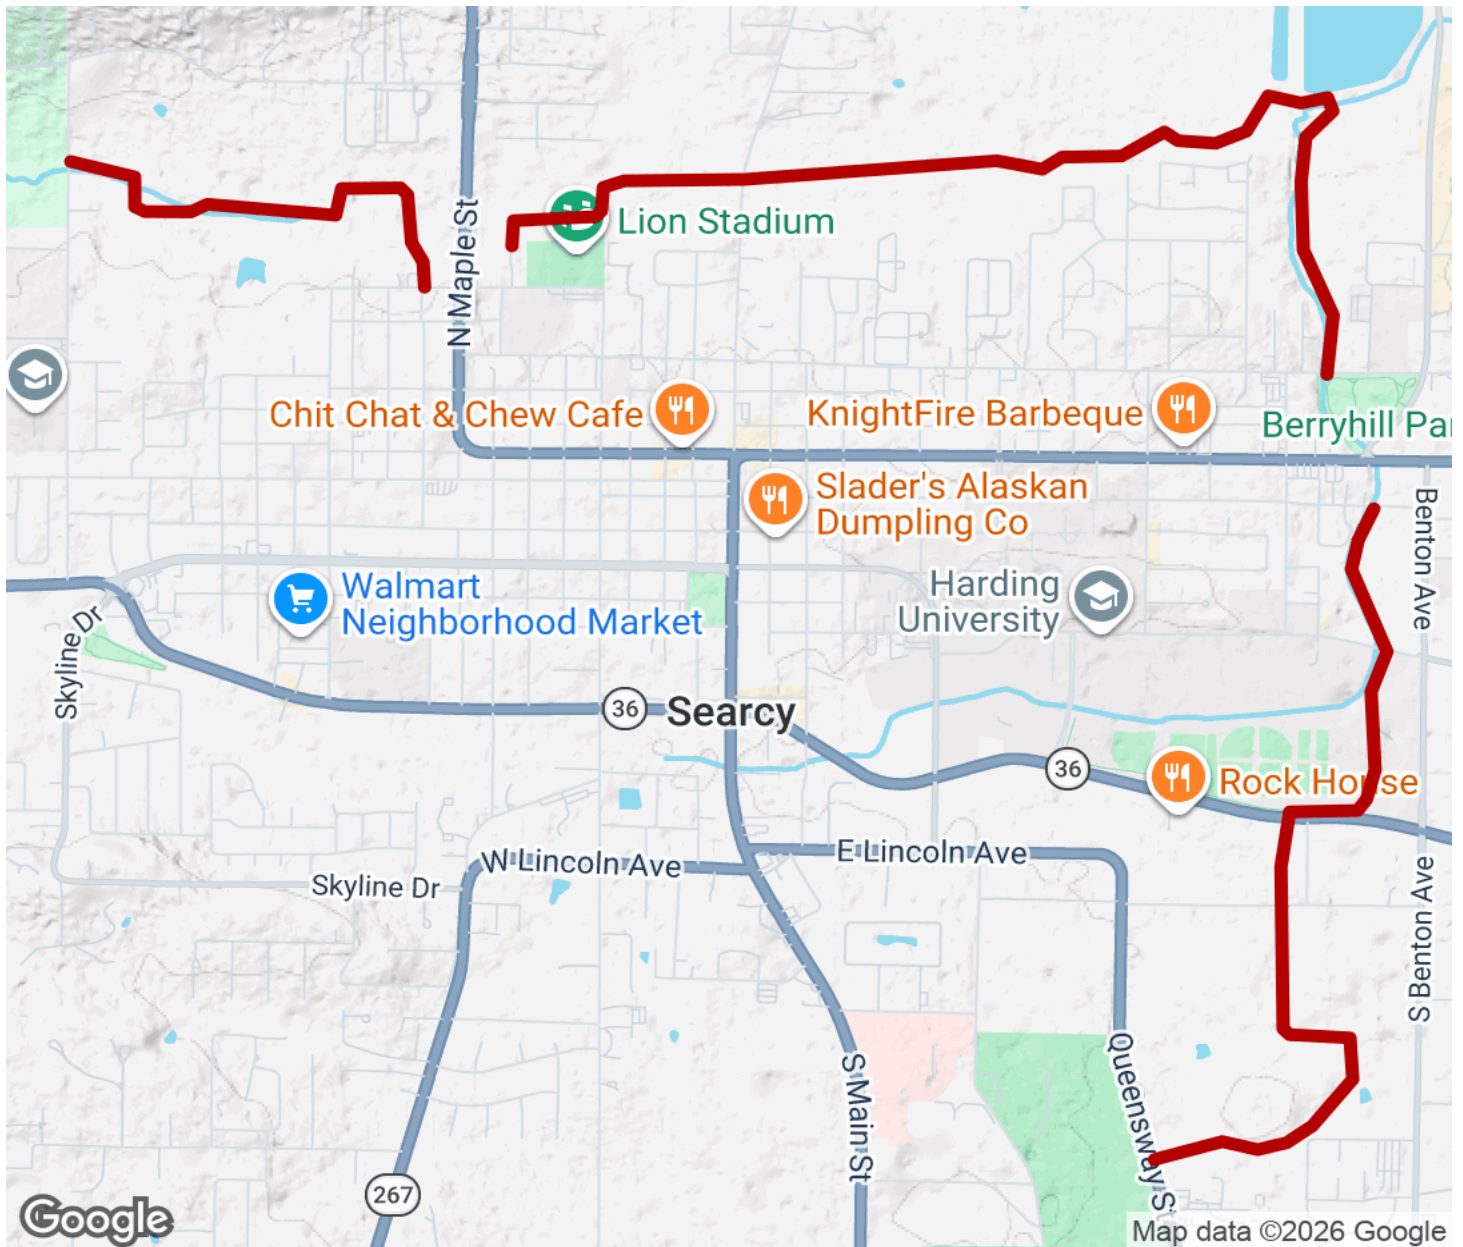 N Maple St
Lion Stadium
Chit Chat & Chew Cafe
KnightFire Barbeque
Berryhill Par
Slader's Alaskan
Dumpling Co
Benton Ave
Walmart
Neighborhood Market
Harding
University
Skyline Dr
36
Searcy
36
Rock House
W Lincoln Ave
E Lincoln Ave
Skyline Dr
S Benton Ave
Queensway St
S Main St
267
Google
Map data ©2026 Google